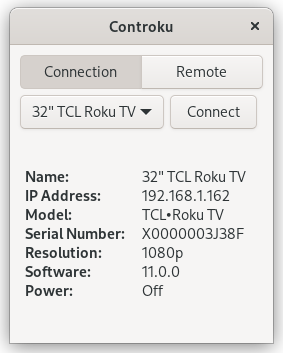 Controku
Connection Remote
32" TCL Roku TV Connect
Name: 32" TCL Roku TV
IP Address: 192.168.1.162
Model: TCL•Roku TV
Serial Number: X0000003J38F
Resolution: 1080p
Software: 11.0.0
Power: Off